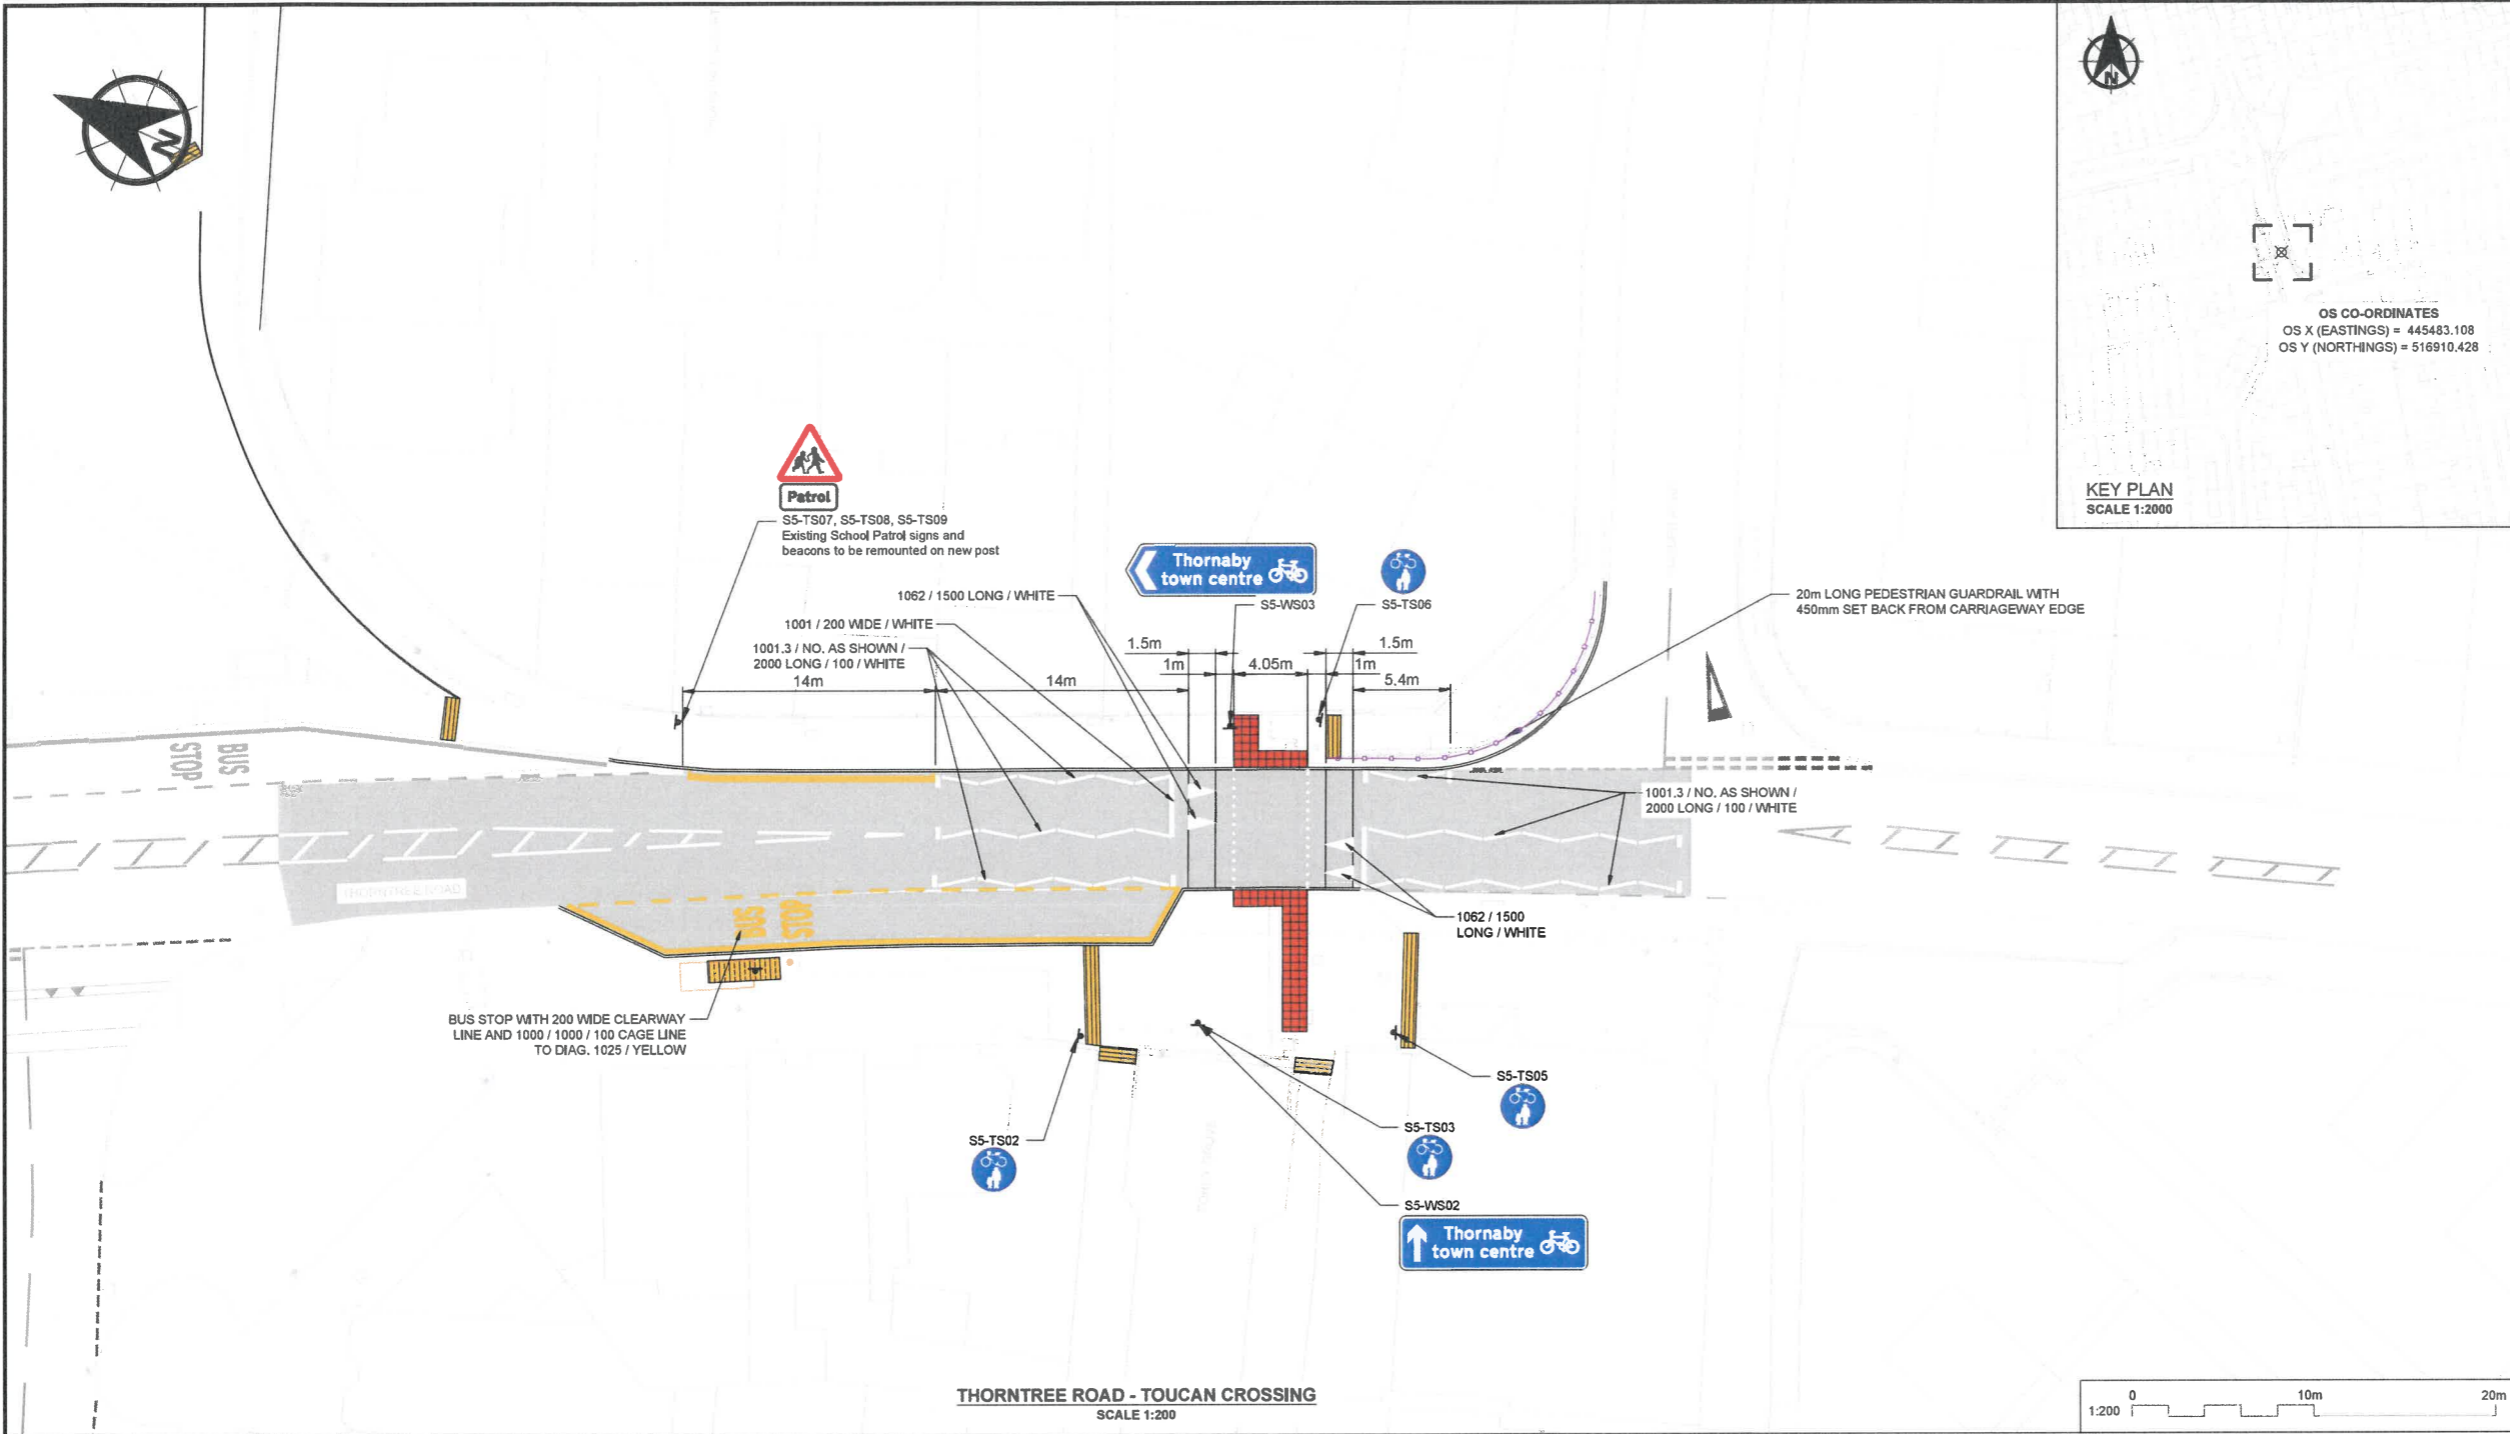 N
N
OS CO-ORDINATES
OS X (EASTINGS) = 445483.108
OS Y (NORTHINGS) = 516910.428
KEY PLAN
SCALE 1:2000
Patrol
S5-TS07, S5-TS08, S5-TS09
Existing School Patrol signs and
beacons to be remounted on new post
Thornaby
town centre
S5-WS03
S5-TS06
1062 / 1500 LONG / WHITE
1001 / 200 WIDE / WHITE
1001.3 / NO. AS SHOWN /
2000 LONG / 100 / WHITE
20m LONG PEDESTRIAN GUARDRAIL WITH
450mm SET BACK FROM CARRIAGEWAY EDGE
1.5m
1.5m
1m
4.05m
1m
14m
14m
5.4m
BUS
STOP
1001.3 / NO. AS SHOWN /
2000 LONG / 100 / WHITE
THORNTREE ROAD
BUS
STOP
1062 / 1500
LONG / WHITE
BUS STOP WITH 200 WIDE CLEARWAY
LINE AND 1000 / 1000 / 100 CAGE LINE
TO DIAG. 1025 / YELLOW
S5-TS05
S5-TS03
S5-TS02
S5-WS02
Thornaby
town centre
THORNTREE ROAD - TOUCAN CROSSING
SCALE 1:200
1:200
0
10m
20m